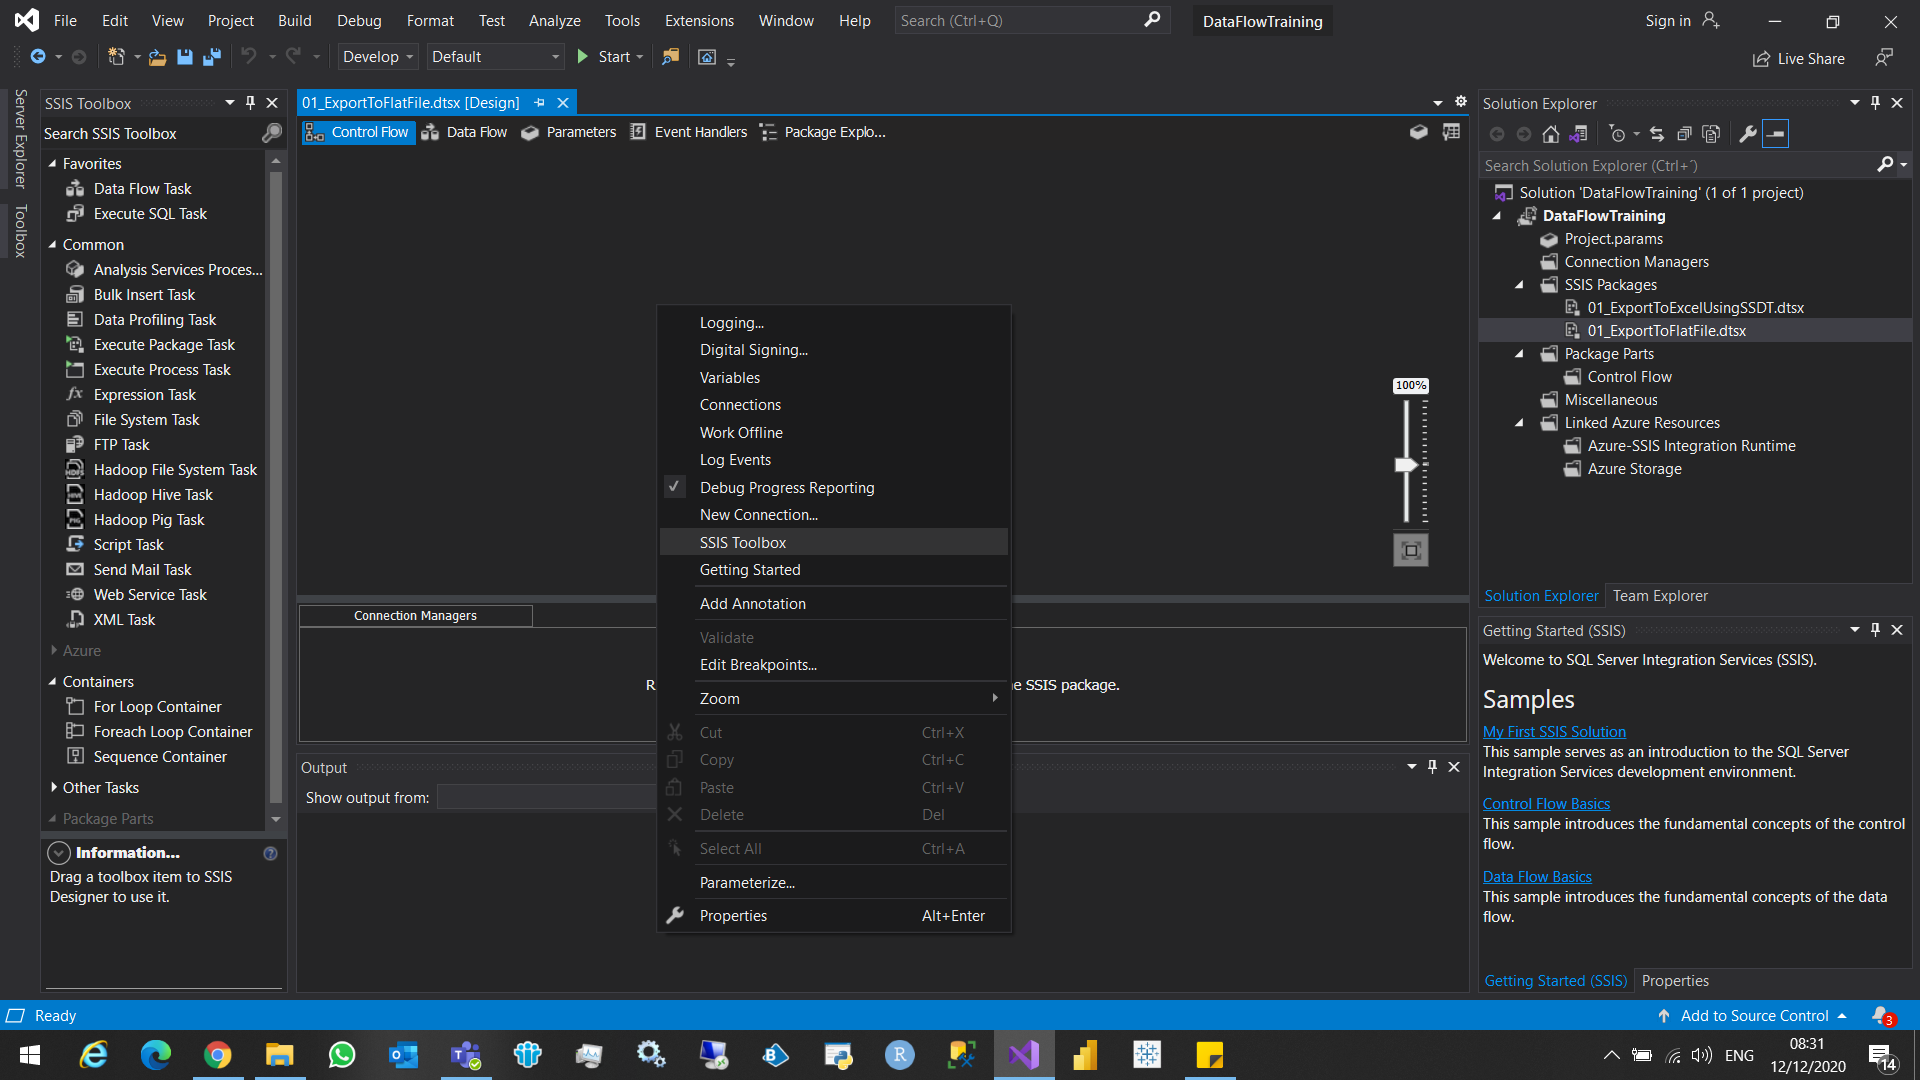 File Edit View Project Build Debug Format Test Analyze Tools Extensions Window Help Search (Ctrl+Q) DataFlowTraining Sign in
Develop Default Start Live Share
Server Explorer
Toolbox
SSIS Toolbox
Search SSIS Toolbox
Favorites
Data Flow Task
Execute SQL Task
Common
Analysis Services Proces...
Bulk Insert Task
Data Profiling Task
Execute Package Task
Execute Process Task
Expression Task
File System Task
FTP Task
Hadoop File System Task
Hadoop Hive Task
Hadoop Pig Task
Script Task
Send Mail Task
Web Service Task
XML Task
Azure
Containers
For Loop Container
Foreach Loop Container
Sequence Container
Other Tasks
Package Parts
Information...
Drag a toolbox item to SSIS
Designer to use it.
01_ExportToFlatFile.dtsx [Design]
Control Flow Data Flow Parameters Event Handlers Package Explo...
100%
Logging...
Digital Signing...
Variables
Connections
Work Offline
Log Events
Debug Progress Reporting
New Connection...
SSIS Toolbox
Getting Started
Add Annotation
Validate
Edit Breakpoints...
Zoom
Cut Ctrl+X
Copy Ctrl+C
Paste Ctrl+V
Delete Del
Select All Ctrl+A
Parameterize...
Properties Alt+Enter
Connection Managers
R
e SSIS package.
Output
Show output from:
Solution Explorer
Search Solution Explorer (Ctrl+¨)
Solution 'DataFlowTraining' (1 of 1 project)
DataFlowTraining
Project.params
Connection Managers
SSIS Packages
01_ExportToExcelUsingSSDT.dtsx
01_ExportToFlatFile.dtsx
Package Parts
Control Flow
Miscellaneous
Linked Azure Resources
Azure-SSIS Integration Runtime
Azure Storage
Solution Explorer Team Explorer
Getting Started (SSIS)
Welcome to SQL Server Integration Services (SSIS).
Samples
My First SSIS Solution
This sample serves as an introduction to the SQL Server
Integration Services development environment.
Control Flow Basics
This sample introduces the fundamental concepts of the control
flow.
Data Flow Basics
This sample introduces the fundamental concepts of the data
flow.
Getting Started (SSIS) Properties
Ready Add to Source Control 3
ENG 08:31
12/12/2020 14